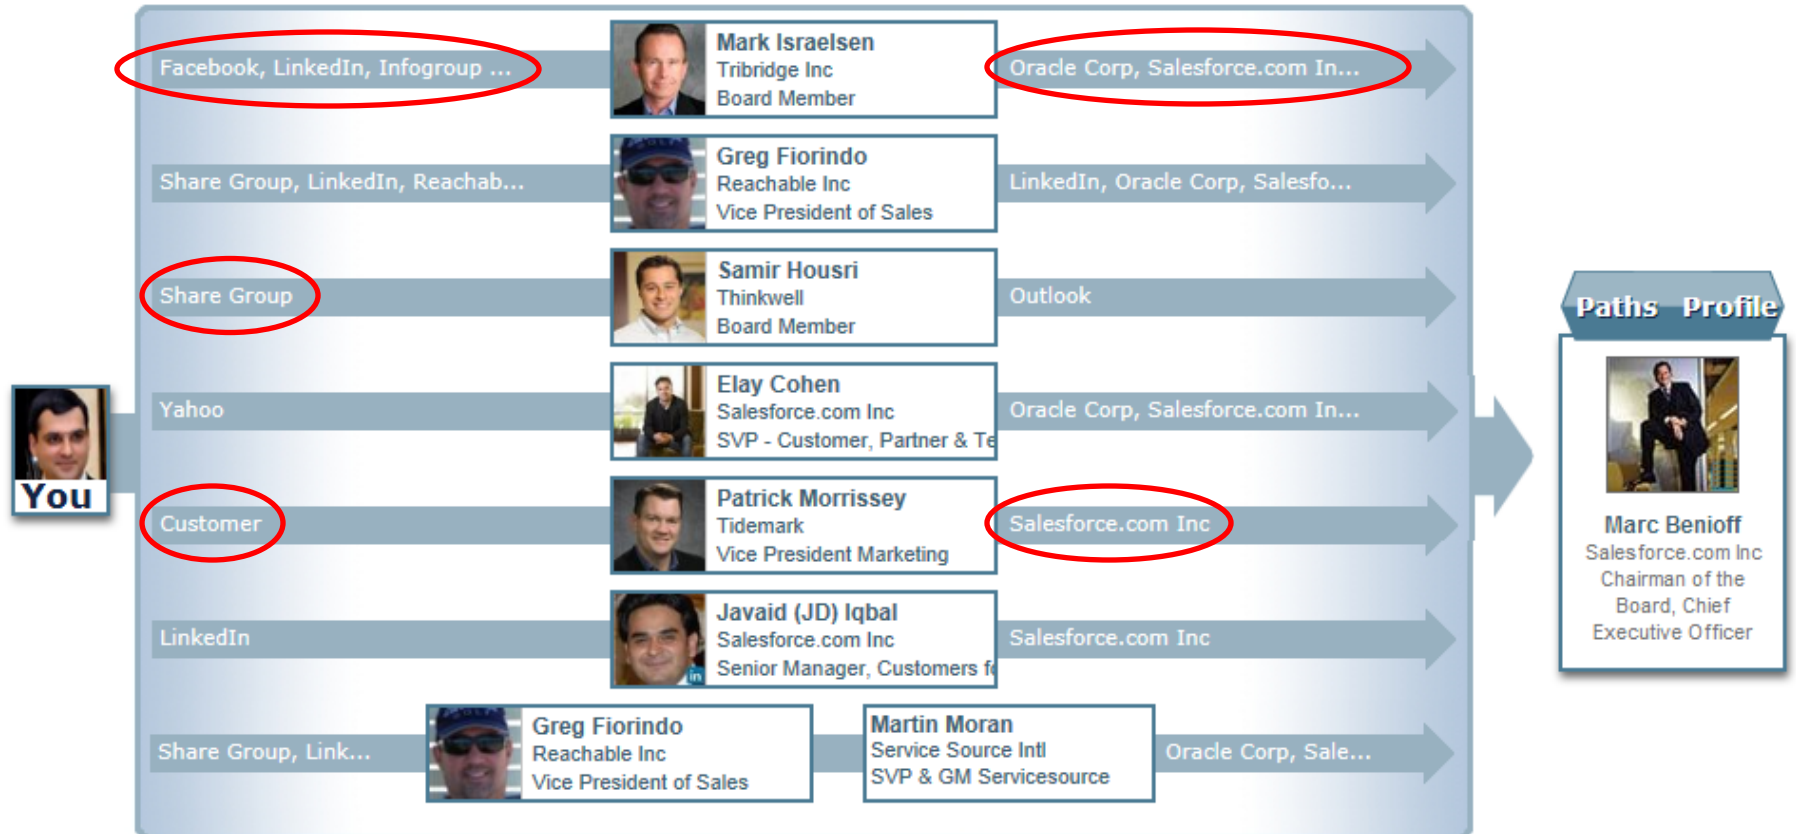 Facebook, LinkedIn, Infogroup ...
Mark Israelsen
Tribridge Inc
Board Member
Oracle Corp, Salesforce.com In...
Share Group, LinkedIn, Reachab...
Greg Fiorindo
Reachable Inc
Vice President of Sales
LinkedIn, Oracle Corp, Salesfo...
Share Group
Samir Housri
Thinkwell
Board Member
Outlook
Yahoo
Elay Cohen
Salesforce.com Inc
SVP - Customer, Partner & Te
Oracle Corp, Salesforce.com In...
Customer
Patrick Morrissey
Tidemark
Vice President Marketing
Salesforce.com Inc
LinkedIn
Javaid (JD) Iqbal
Salesforce.com Inc
Senior Manager, Customers fo
in
Salesforce.com Inc
Share Group, Link...
Greg Fiorindo
Reachable Inc
Vice President of Sales
Martin Moran
Service Source Intl
SVP & GM Servicesource
Oracle Corp, Sale...
You
Paths Profile
Marc Benioff
Salesforce.com Inc
Chairman of the
Board, Chief
Executive Officer